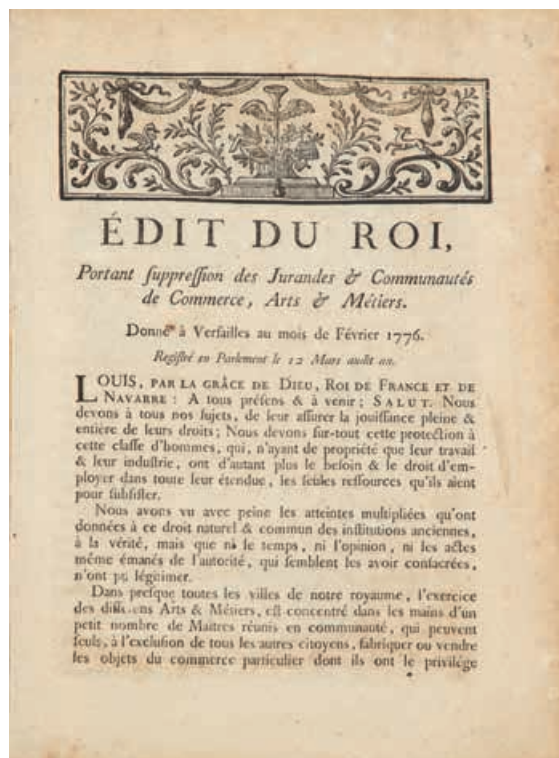 ÉDIT DU ROI,
Portant ſuppreſſion des Jurandes & Communautés
de Commerce, Arts & Métiers.
Donné à Verſailles au mois de Février 1776.
Regiſtré en Parlement le 12 Mars audit an.
LOUIS, PAR LA GRÂCE DE DIEU, ROI DE FRANCE ET DE
NAVARRE : A tous préſens & à venir ; SALUT. Nous
devons à tous nos ſujets, de leur aſſurer la jouiſſance pleine &
entière de leurs droits ; Nous devons ſur-tout cette protection à
cette claſſe d'hommes, qui, n'ayant de propriété que leur travail
& leur induſtrie, ont d'autant plus le beſoin & le droit d'em-
ployer dans toute leur étendue, les ſeules reſſources qu'ils aient
pour ſubſiſter.
Nous avons vu avec peine les atteintes multipliées qu'ont
données à ce droit naturel & commun des inſtitutions anciennes,
à la vérité, mais que ni le temps, ni l'opinion, ni les actes
même émanés de l'autorité, qui ſemblent les avoir conſacrées,
n'ont pu légitimer.
Dans preſque toutes les villes de notre royaume, l'exercice
des différens Arts & Métiers, eſt concentré dans les mains d'un
petit nombre de Maîtres réunis en communauté, qui peuvent
ſeuls, à l'excluſion de tous les autres citoyens, fabriquer ou vendre
les objets du commerce particulier dont ils ont le privilége